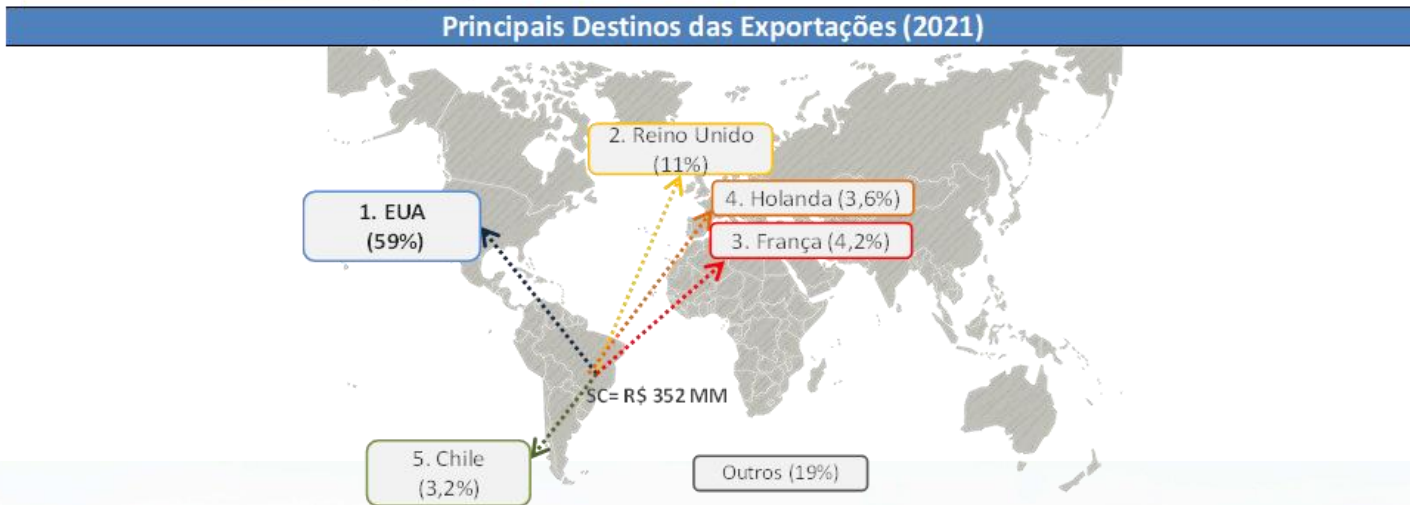 Principais Destinos das Exportações (2021)
2. Reino Unido
(11%)
1. EUA
(59%)
4. Holanda (3,6%)
3. França (4,2%)
SC= R$ 352 MM
5. Chile
(3,2%)
Outros (19%)